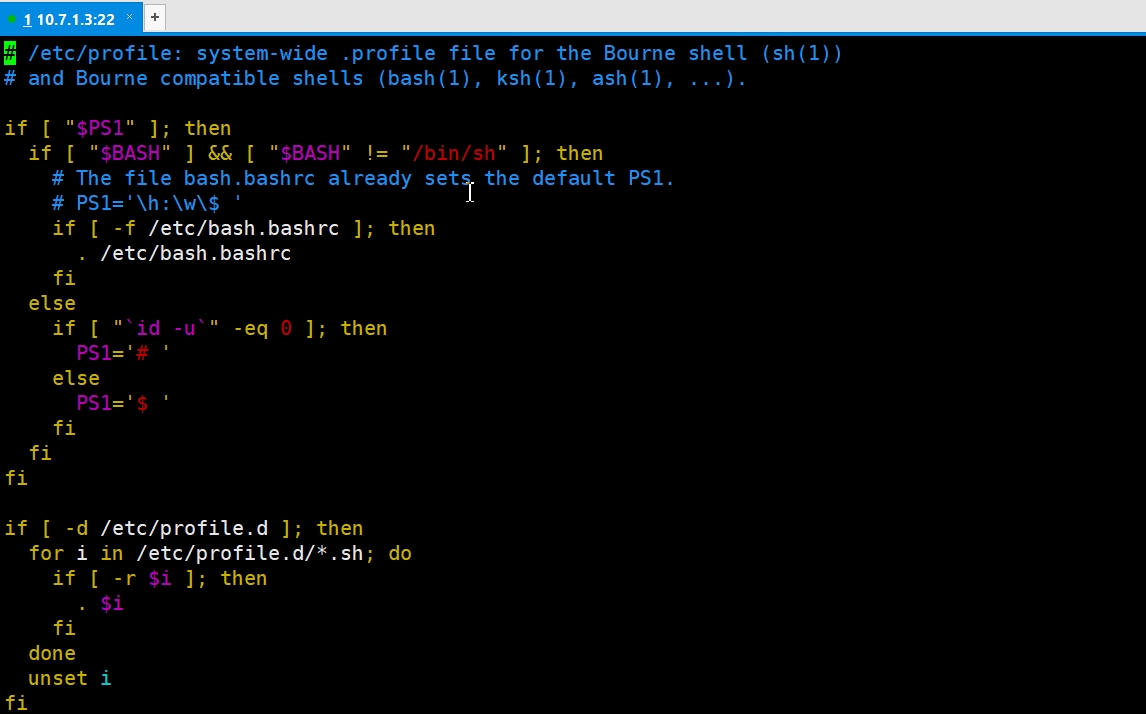 1 10.7.1.3:22 × +
# /etc/profile: system-wide .profile file for the Bourne shell (sh(1))
# and Bourne compatible shells (bash(1), ksh(1), ash(1), ...).

if [ "$PS1" ]; then
  if [ "$BASH" ] && [ "$BASH" != "/bin/sh" ]; then
    # The file bash.bashrc already sets the default PS1.
    # PS1='\h:\w\$ '
    if [ -f /etc/bash.bashrc ]; then
      . /etc/bash.bashrc
    fi
  else
    if [ "`id -u`" -eq 0 ]; then
      PS1='# '
    else
      PS1='$ '
    fi
  fi
fi

if [ -d /etc/profile.d ]; then
  for i in /etc/profile.d/*.sh; do
    if [ -r $i ]; then
      . $i
    fi
  done
  unset i
fi